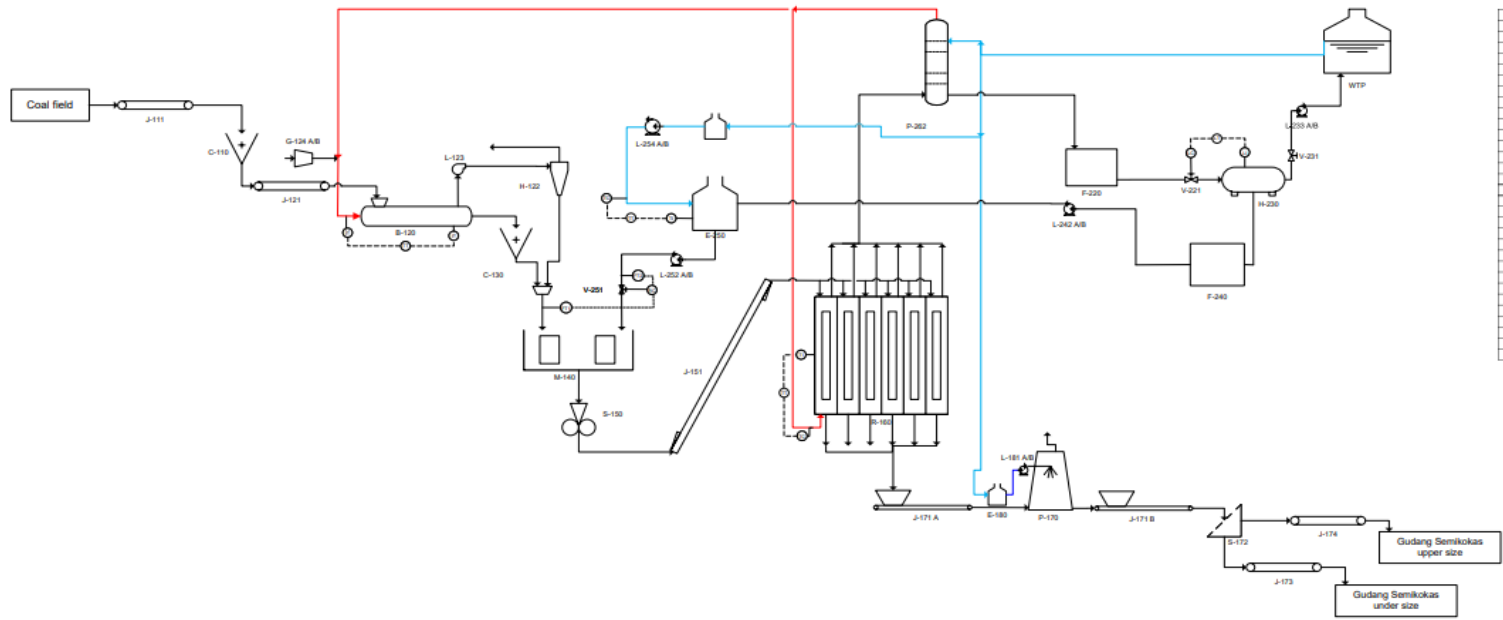 WTP
Coal field
J-111
P-262
L-233 A/B
G-124 A/B
L-254 A/B
C-110
L-123
V-231
H-122
J-121
F-220
V-221
H-230
B-120
E-250
L-242 A/B
C-130
L-252 A/B
V-251
F-240
M-140
J-151
S-150
R-160
L-181 A/B
J-171 A
E-180
P-170
J-171 B
J-174
S-172
Gudang Semikokas
upper size
J-173
Gudang Semikokas
under size